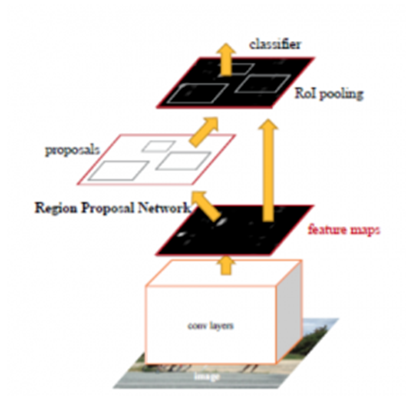 classifier
RoI pooling
proposals
Region Proposal Network
feature maps
conv layers
image